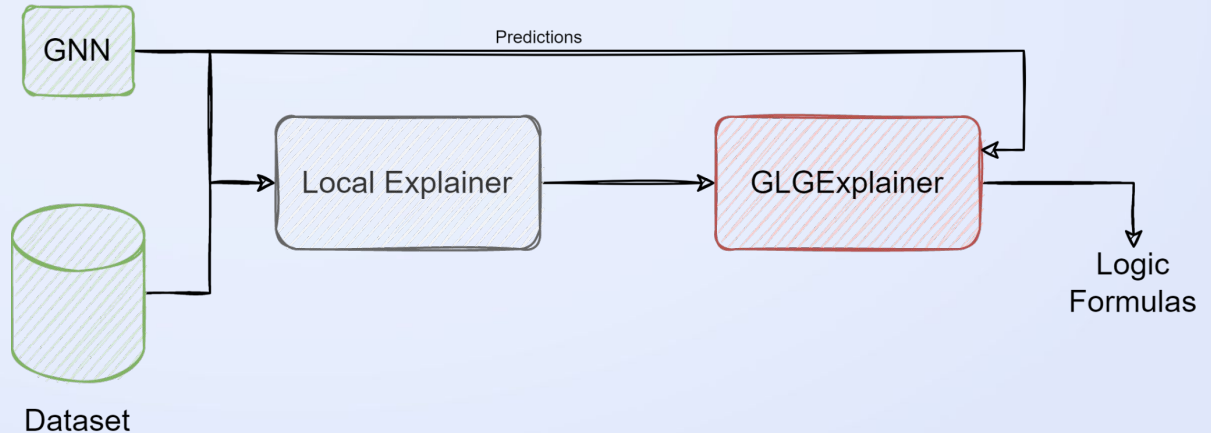 GNN
Predictions
Local Explainer
GLGExplainer
Logic
Formulas
Dataset